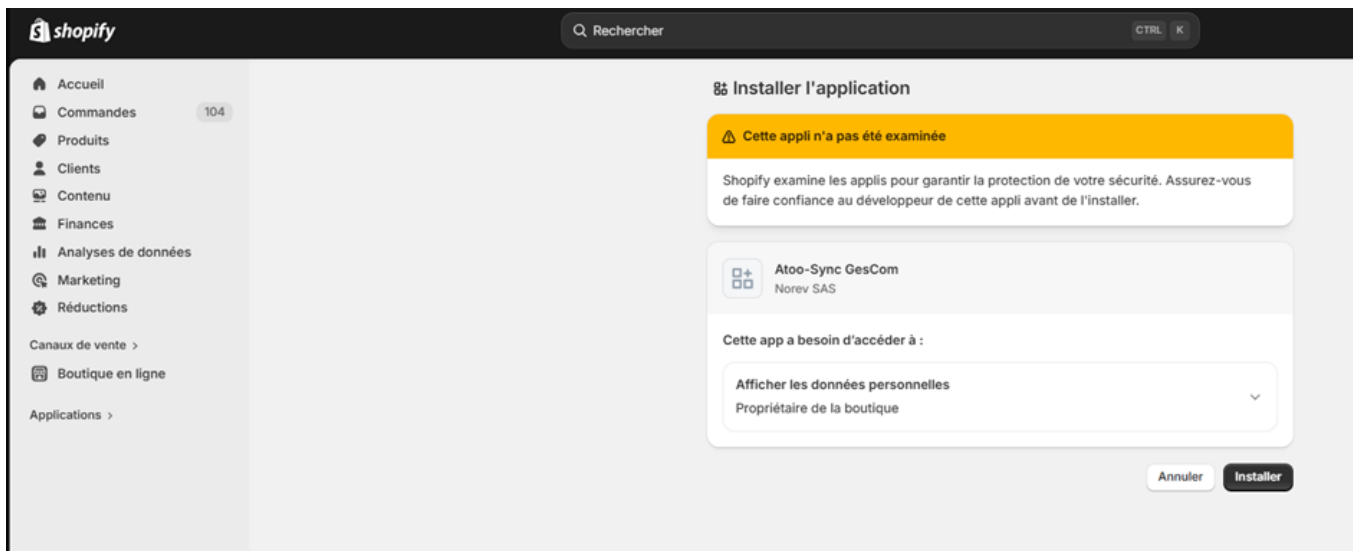 shopify
Rechercher
CTRL K
Accueil
Commandes 104
Produits
Clients
Contenu
Finances
Analyses de données
Marketing
Réductions
Canaux de vente >
Boutique en ligne
Applications >
Installer l'application
Cette appli n'a pas été examinée
Shopify examine les applis pour garantir la protection de votre sécurité. Assurez-vous
de faire confiance au développeur de cette appli avant de l'installer.
Atoo-Sync GesCom
Norev SAS
Cette app a besoin d'accéder à :
Afficher les données personnelles
Propriétaire de la boutique
Annuler
Installer